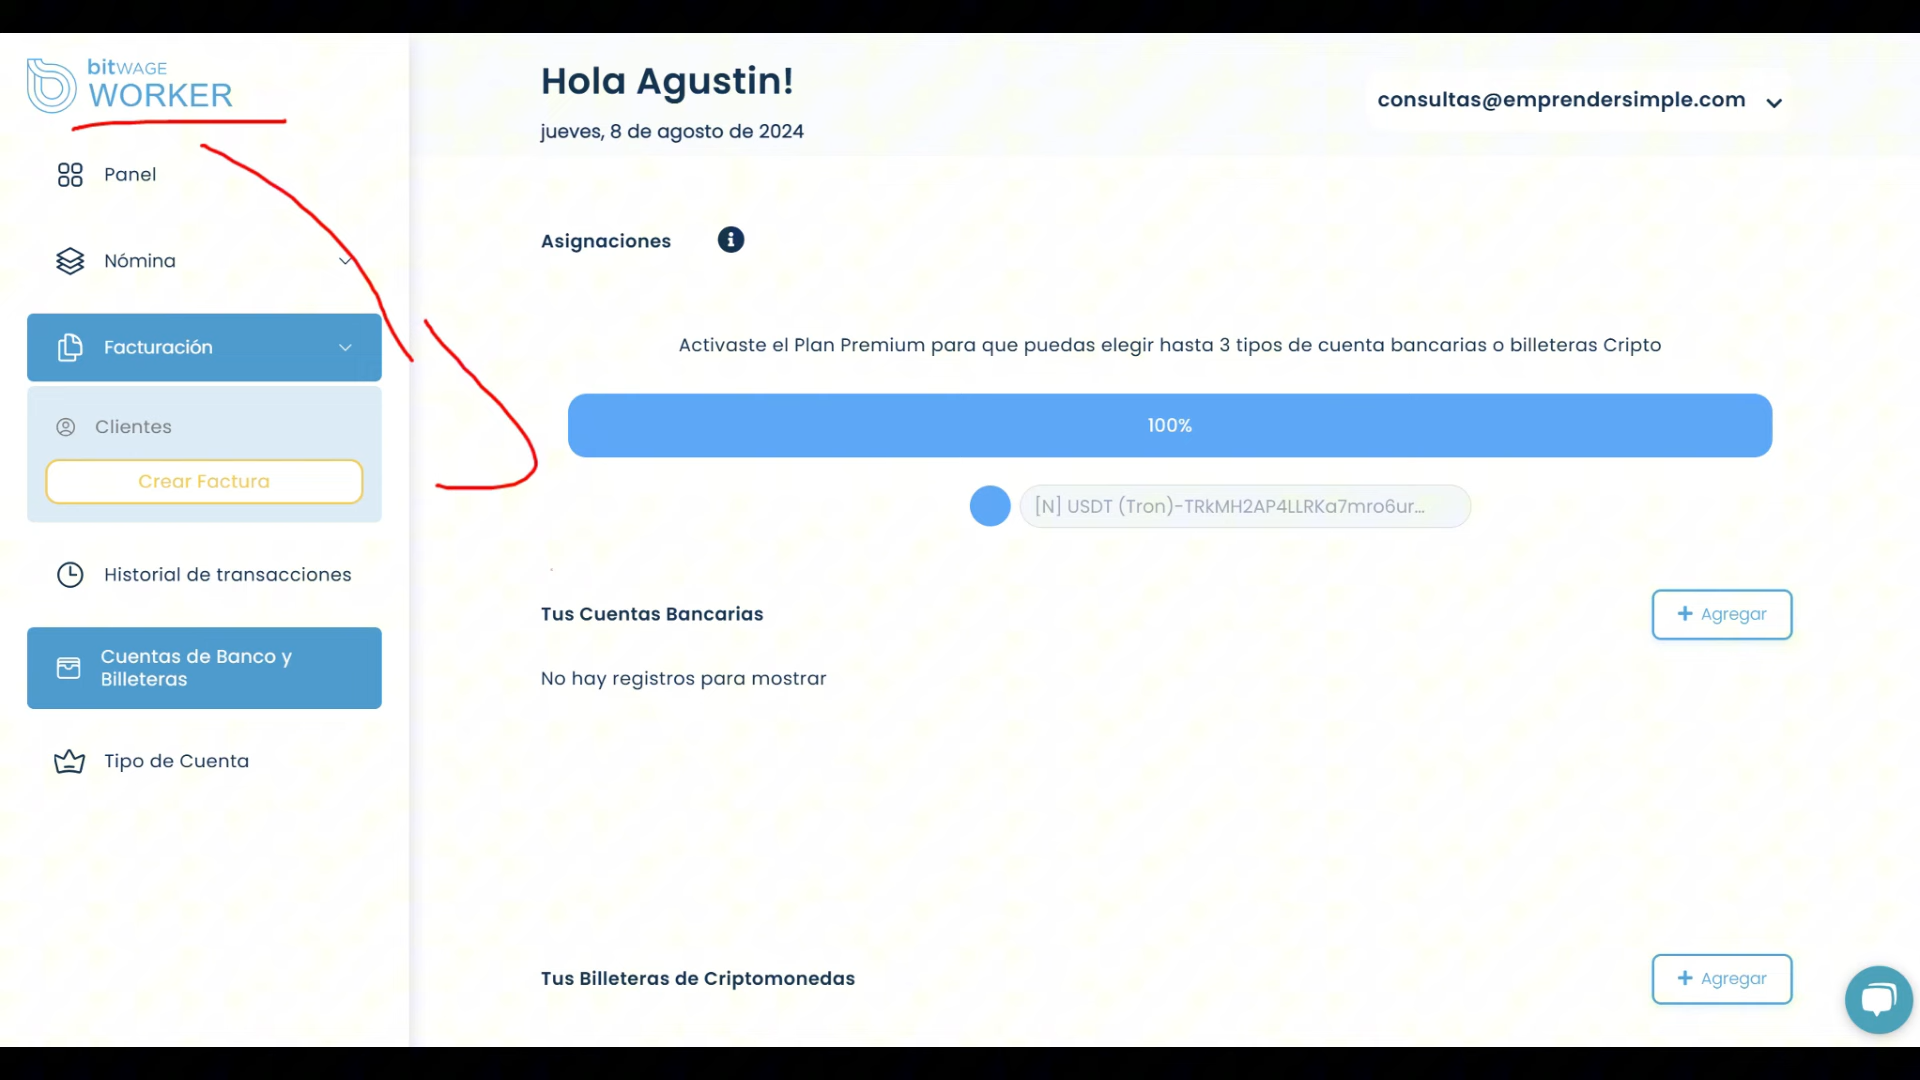 bitWAGE
WORKER
Panel
Nómina
Facturación
Clientes
Crear Factura
Historial de transacciones
Cuentas de Banco y
Billeteras
Tipo de Cuenta
Hola Agustin!
jueves, 8 de agosto de 2024
consultas@emprendersimple.com
Asignaciones
Activaste el Plan Premium para que puedas elegir hasta 3 tipos de cuenta bancarias o billeteras Cripto
100%
[N] USDT (Tron)-TRkMH2AP4LLRKa7mro6ur...
Tus Cuentas Bancarias
+ Agregar
No hay registros para mostrar
Tus Billeteras de Criptomonedas
+ Agregar